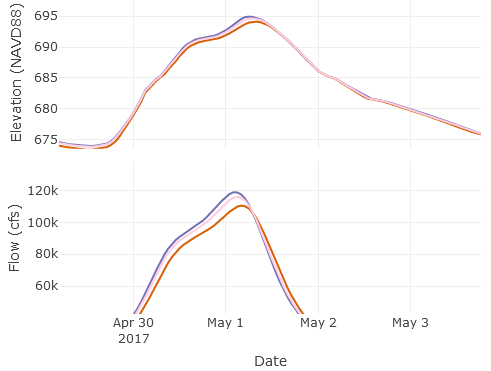 Elevation (NAVD88)
695
690
685
680
675
Flow (cfs)
120k
100k
80k
60k
Apr 30
2017
May 1
May 2
May 3
Date